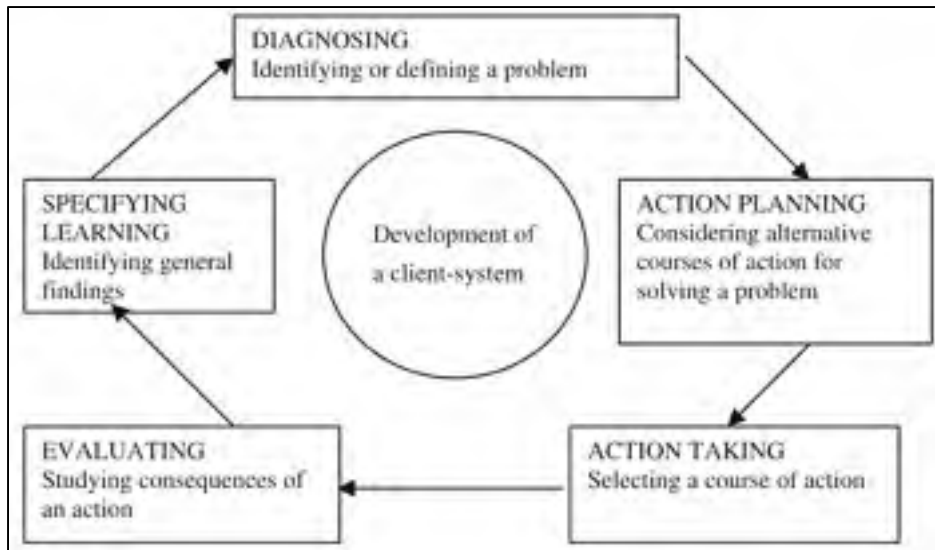 DIAGNOSING
Identifying or defining a problem
SPECIFYING
LEARNING
Identifying general
findings
Development of
a client-system
ACTION PLANNING
Considering alternative
courses of action for
solving a problem
EVALUATING
Studying consequences of
an action
ACTION TAKING
Selecting a course of action